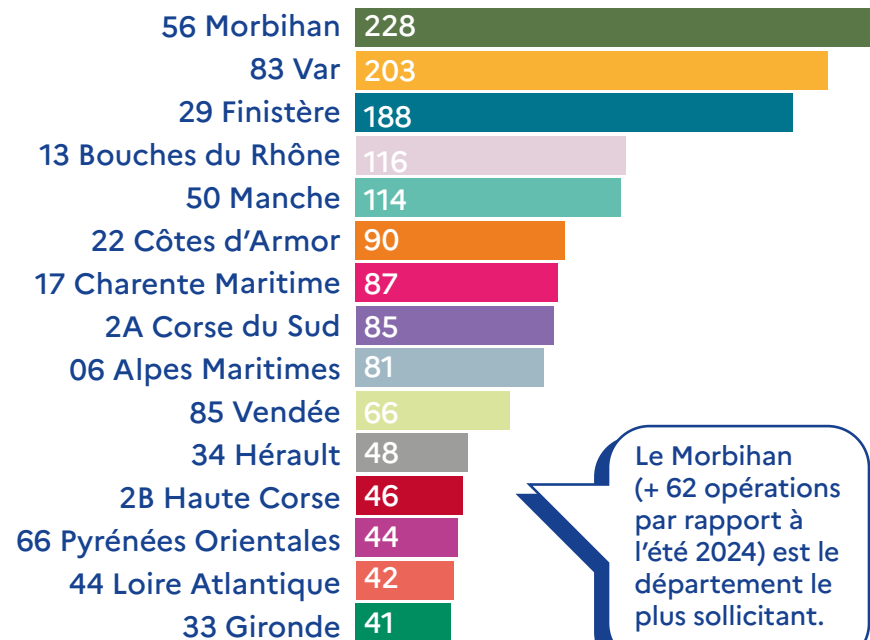 56 Morbihan 228
83 Var 203
29 Finistère 188
13 Bouches du Rhône 116
50 Manche 114
22 Côtes d'Armor 90
17 Charente Maritime 87
2A Corse du Sud 85
06 Alpes Maritimes 81
85 Vendée 66
34 Hérault 48
2B Haute Corse 46
66 Pyrénées Orientales 44
44 Loire Atlantique 42
33 Gironde 41
Le Morbihan
(+ 62 opérations
par rapport à
l'été 2024) est le
département le
plus sollicitant.